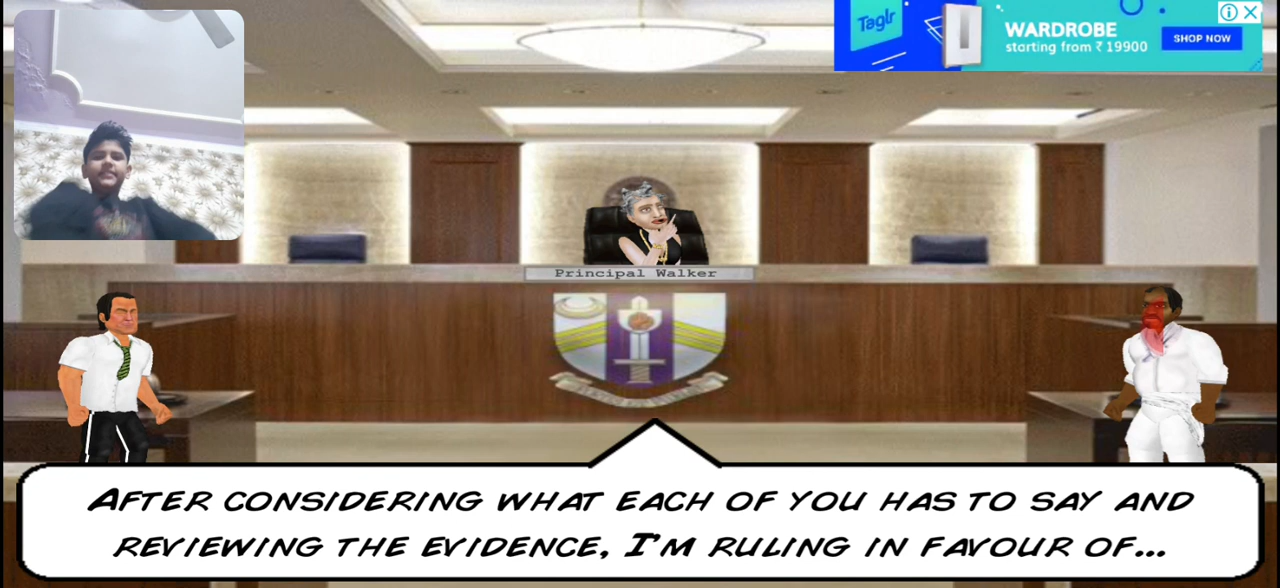 Taglr
WARDROBE
starting from ₹ 19900
SHOP NOW
Principal Walker
AFTER CONSIDERING WHAT EACH OF YOU HAS TO SAY AND
REVIEWING THE EVIDENCE, I'M RULING IN FAVOUR OF...